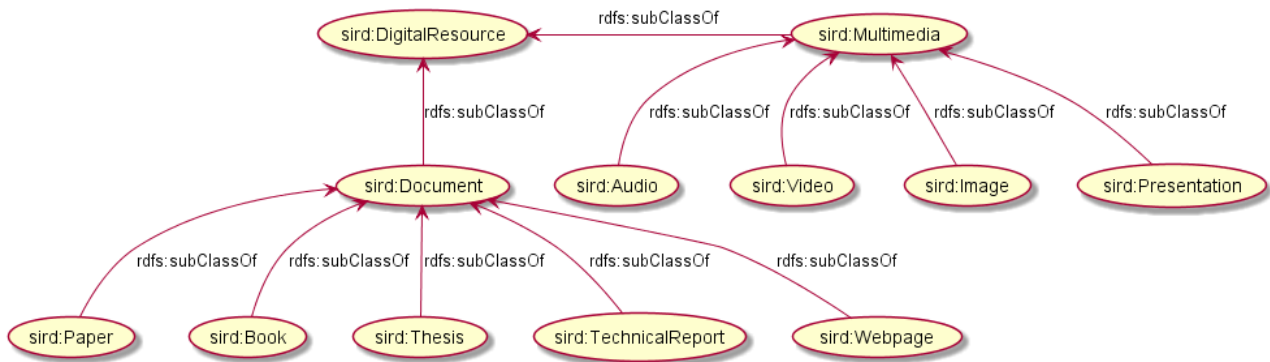 rdfs:subClassOf
sird:DigitalResource
sird:Multimedia
rdfs:subClassOf
rdfs:subClassOf
rdfs:subClassOf
rdfs:subClassOf
rdfs:subClassOf
sird:Document
sird:Audio
sird:Video
sird:Image
sird:Presentation
rdfs:subClassOf
rdfs:subClassOf
rdfs:subClassOf
rdfs:subClassOf
rdfs:subClassOf
sird:Paper
sird:Book
sird:Thesis
sird:TechnicalReport
sird:Webpage